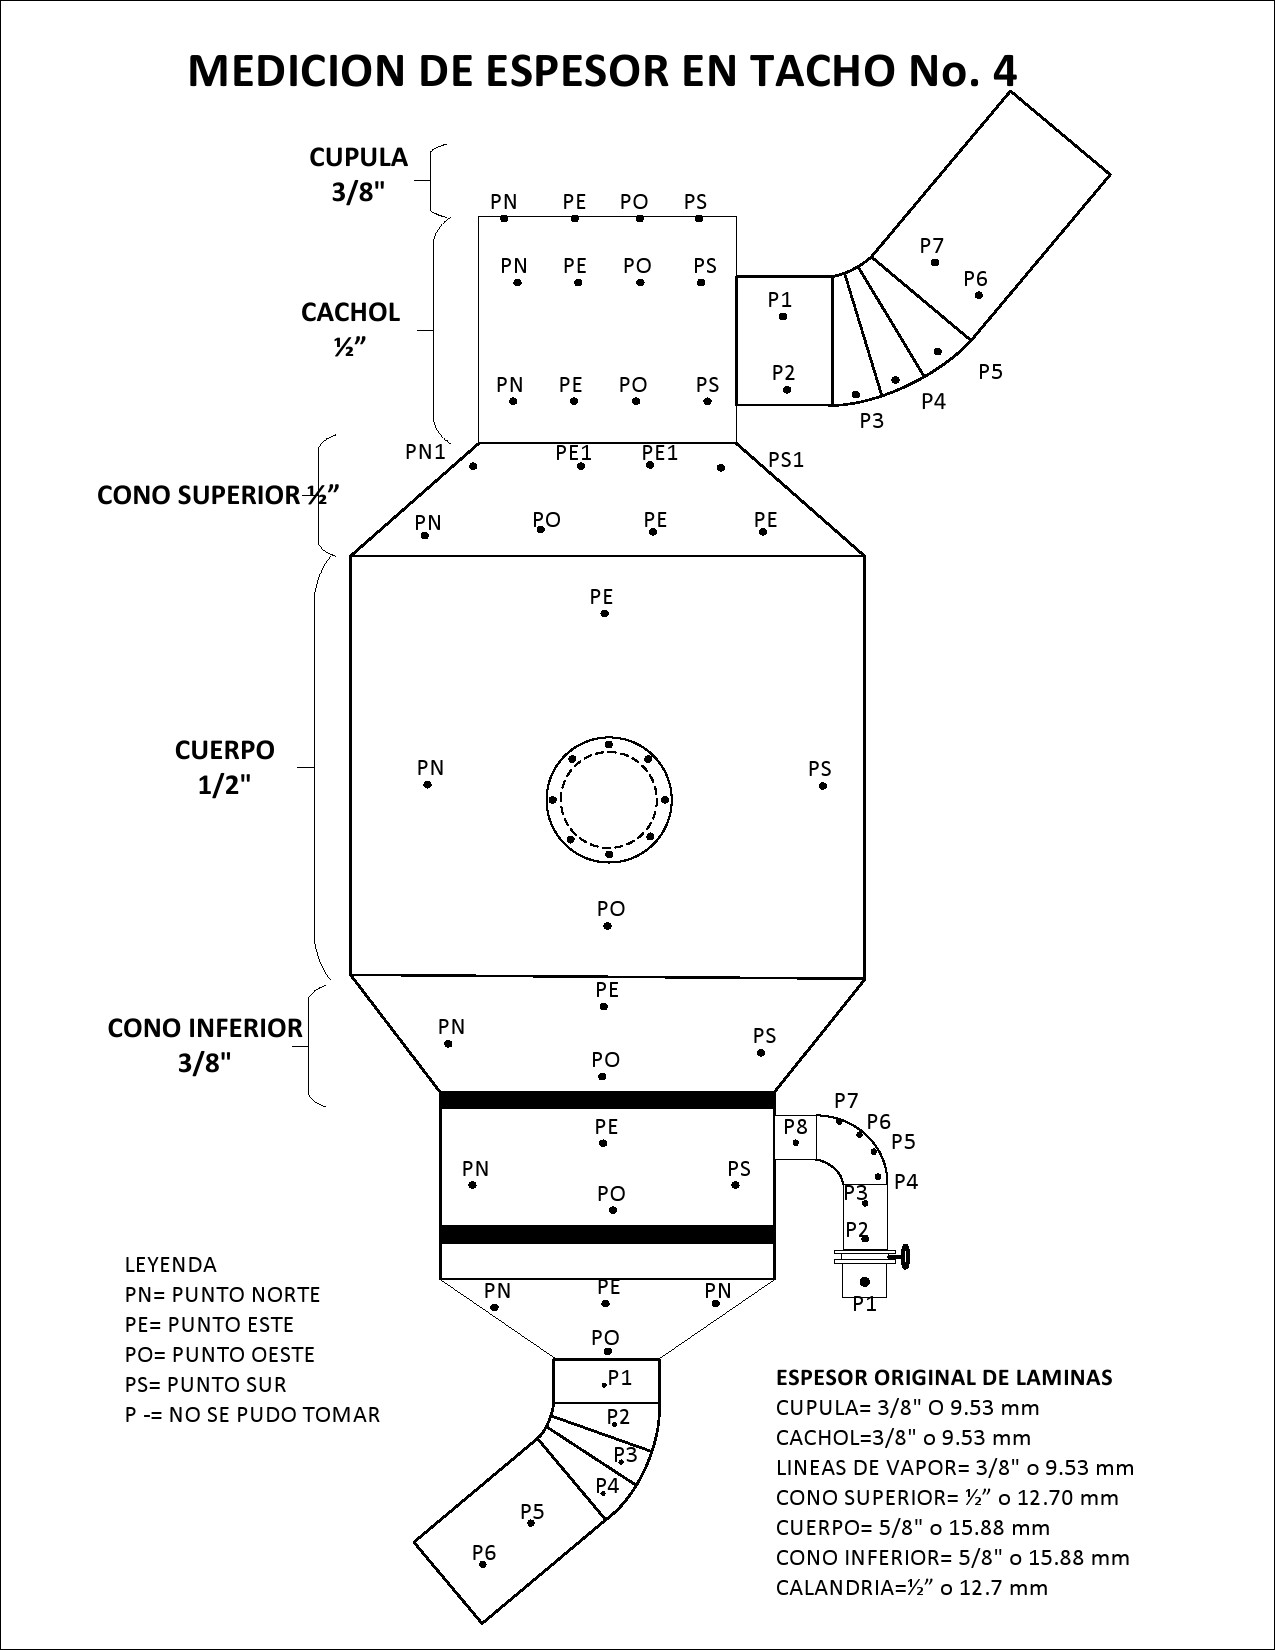 MEDICION DE ESPESOR EN TACHO No. 4
CUPULA
3/8"
PN PE PO PS
PN PE PO PS
CACHOL
½”
PN PE PO PS
P1
P2
P3
P4
P5
P6
P7
CONO SUPERIOR ½”
PN1 PE1 PE1 PS1
PN PO PE PE
CUERPO
1/2"
PE
PN PS
PO
CONO INFERIOR
3/8"
PE
PN PS
PO
PE
PN PS
PO
P8
P7
P6
P5
P4
P3
P2
P1
PN PE PN
PO
P1
P2
P3
P4
P5
P6
LEYENDA
PN= PUNTO NORTE
PE= PUNTO ESTE
PO= PUNTO OESTE
PS= PUNTO SUR
P -= NO SE PUDO TOMAR
ESPESOR ORIGINAL DE LAMINAS
CUPULA= 3/8" O 9.53 mm
CACHOL=3/8" o 9.53 mm
LINEAS DE VAPOR= 3/8" o 9.53 mm
CONO SUPERIOR= ½” o 12.70 mm
CUERPO= 5/8" o 15.88 mm
CONO INFERIOR= 5/8" o 15.88 mm
CALANDRIA=½” o 12.7 mm